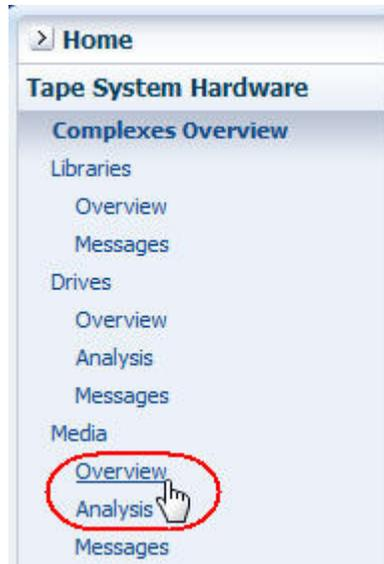 Home
Tape System Hardware
Complexes Overview
Libraries
Overview
Messages
Drives
Overview
Analysis
Messages
Media
Overview
Analysis
Messages